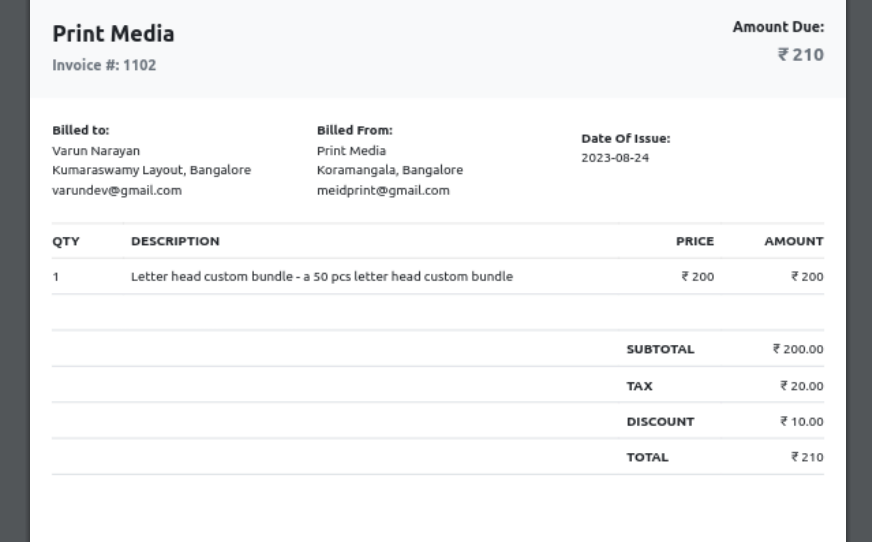 Print Media
Amount Due:
Invoice #: 1102
₹ 210
Billed to:
Varun Narayan
Kumaraswamy Layout, Bangalore
varundev@gmail.com
Billed From:
Print Media
Koramangala, Bangalore
meidprint@gmail.com
Date Of Issue:
2023-08-24
QTY DESCRIPTION PRICE AMOUNT
1 Letter head custom bundle - a 50 pcs letter head custom bundle ₹ 200 ₹ 200
SUBTOTAL ₹ 200.00
TAX ₹ 20.00
DISCOUNT ₹ 10.00
TOTAL ₹ 210